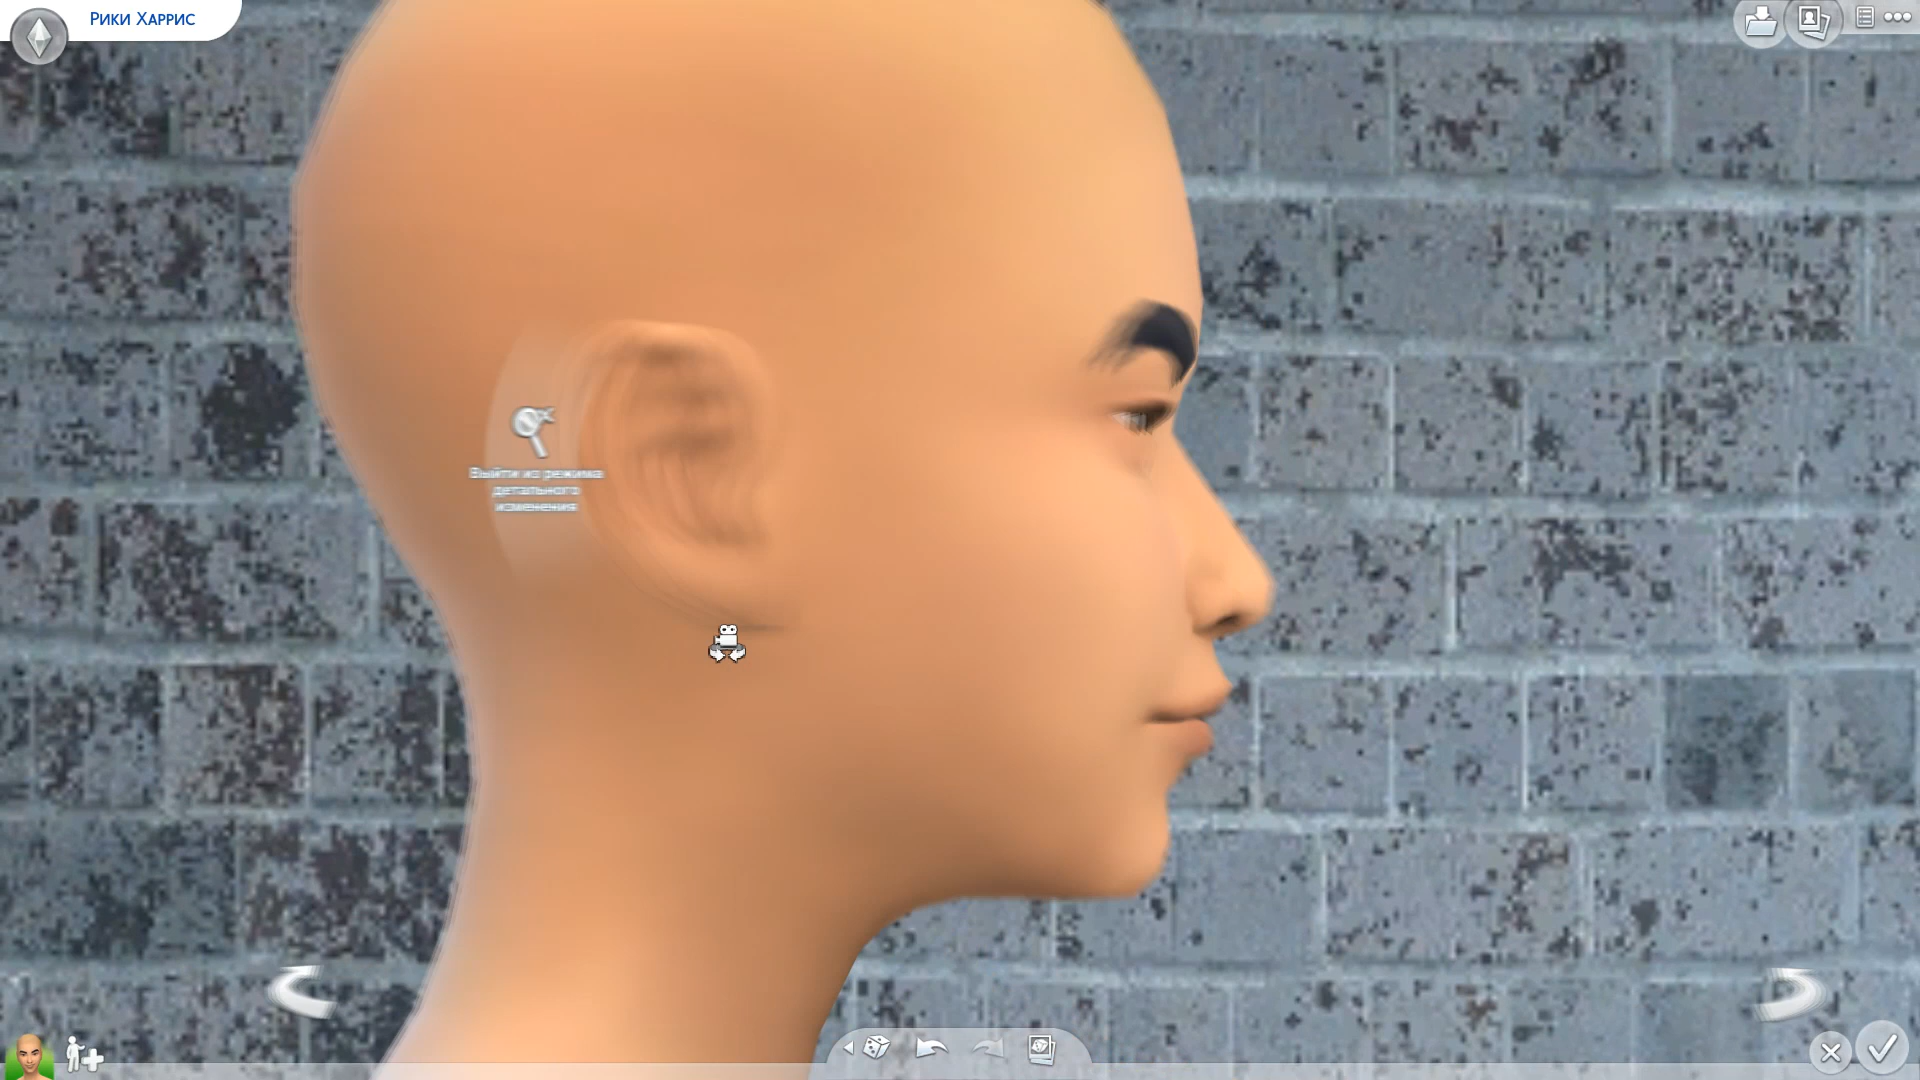 Рики Харрис
Выйти из режима
детального
изменения